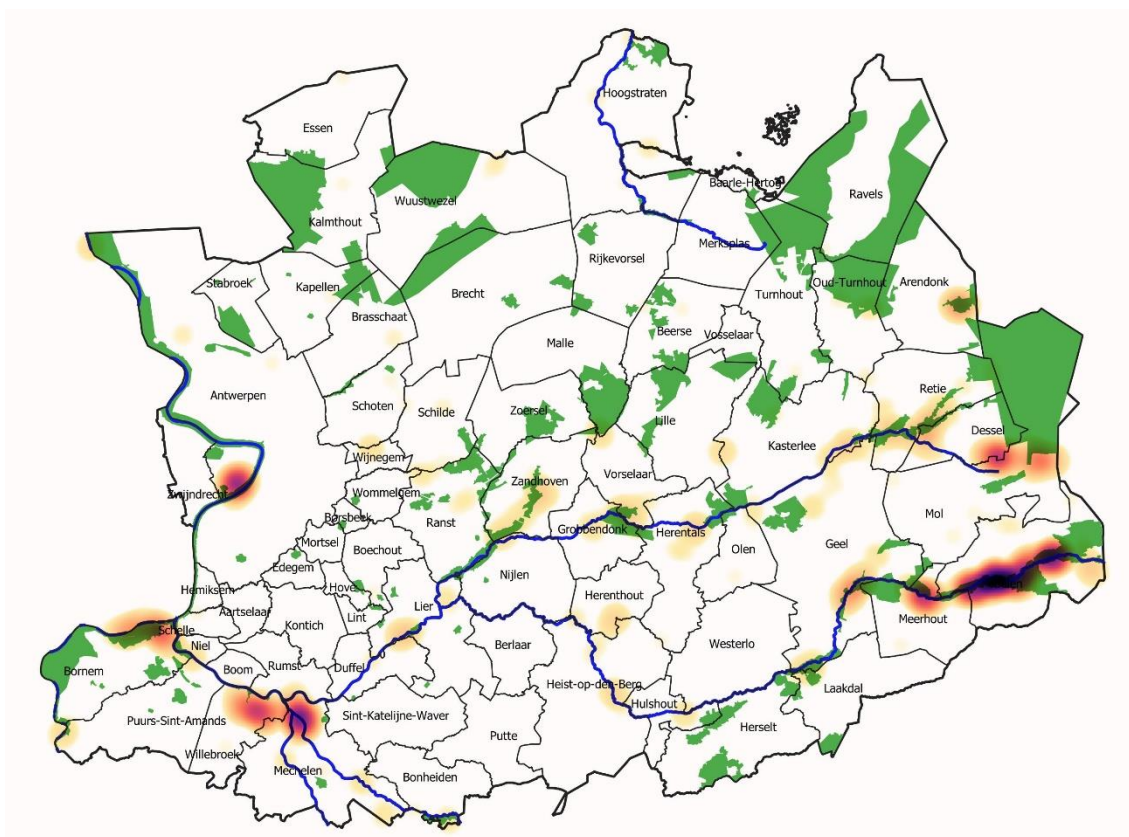 Hoogstraten
Essen
Baarle-Hertog
Ravels
Wuustwezel
Kalmthout
Merksplas
Rijkevorsel
Stabroek
Kapellen
Brecht
Turnhout
Oud-Turnhout
Arendonk
Brasschaat
Beerse
Vosselaar
Malle
Antwerpen
Retie
Schoten
Schilde
Zoersel
Lille
Dessel
Kasterlee
Wijnegem
Vorselaar
Zandhoven
Zwijndrecht
Wommelgem
Mol
Borsbeek
Ranst
Grobbendonk
Herentals
Mortsel
Olen
Geel
Boechout
Edegem
Nijlen
Hove
Hemiksem
Herenthout
Lier
Aartselaar
Lint
Meerhout
Kontich
Schelle
Westerlo
Niel
Berlaar
Boom
Rumst
Duffel
Bornem
Heist-op-den-Berg
Laakdal
Hulshout
Puurs-Sint-Amands
Sint-Katelijne-Waver
Herselt
Putte
Willebroek
Mechelen
Bonheiden